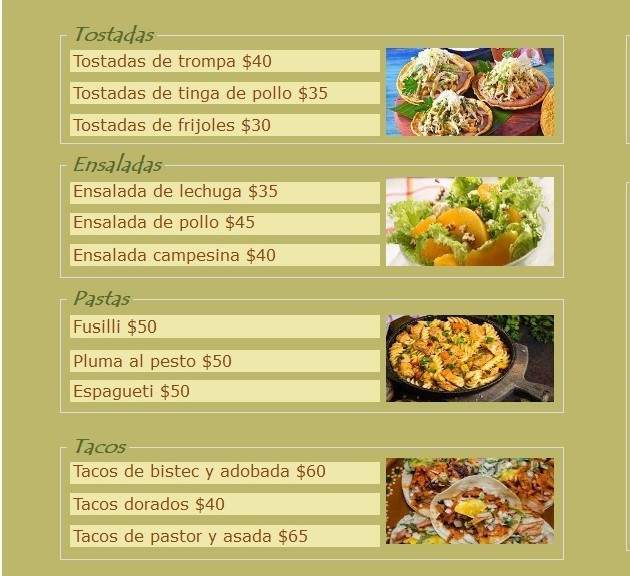 Tostadas
Tostadas de trompa $40
Tostadas de tinga de pollo $35
Tostadas de frijoles $30
Ensaladas
Ensalada de lechuga $35
Ensalada de pollo $45
Ensalada campesina $40
Pastas
Fusilli $50
Pluma al pesto $50
Espagueti $50
Tacos
Tacos de bistec y adobada $60
Tacos dorados $40
Tacos de pastor y asada $65